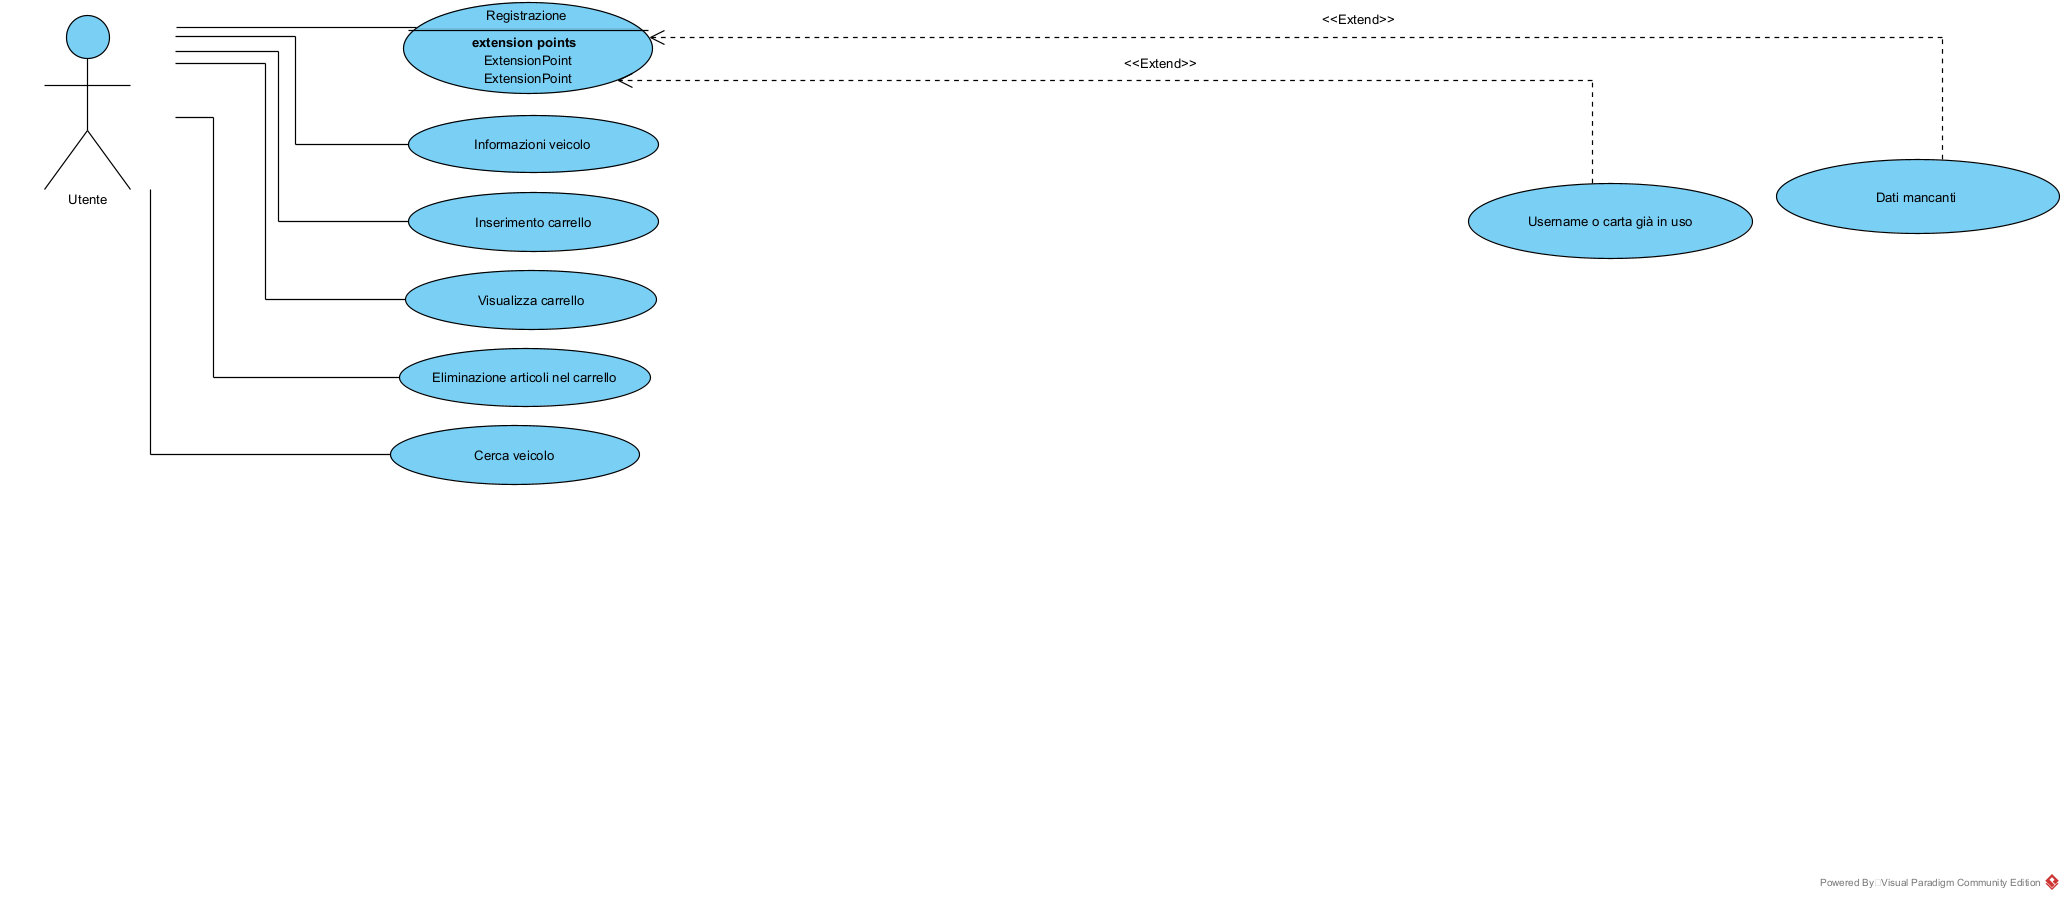 Registrazione
extension points
ExtensionPoint
ExtensionPoint
<<Extend>>
<<Extend>>
Informazioni veicolo
Utente
Inserimento carrello
Username o carta già in uso
Dati mancanti
Visualizza carrello
Eliminazione articoli nel carrello
Cerca veicolo
Powered By Visual Paradigm Community Edition